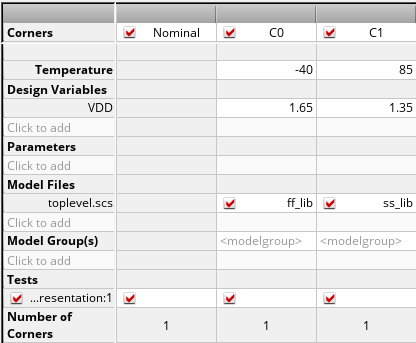 Corners Nominal C0 C1
Temperature -40 85
Design Variables
VDD 1.65 1.35
Click to add
Parameters
Click to add
Model Files
toplevel.scs ff_lib ss_lib
Click to add
Model Group(s) <modelgroup> <modelgroup>
Click to add
Tests
...resentation:1
Number of
Corners 1 1 1